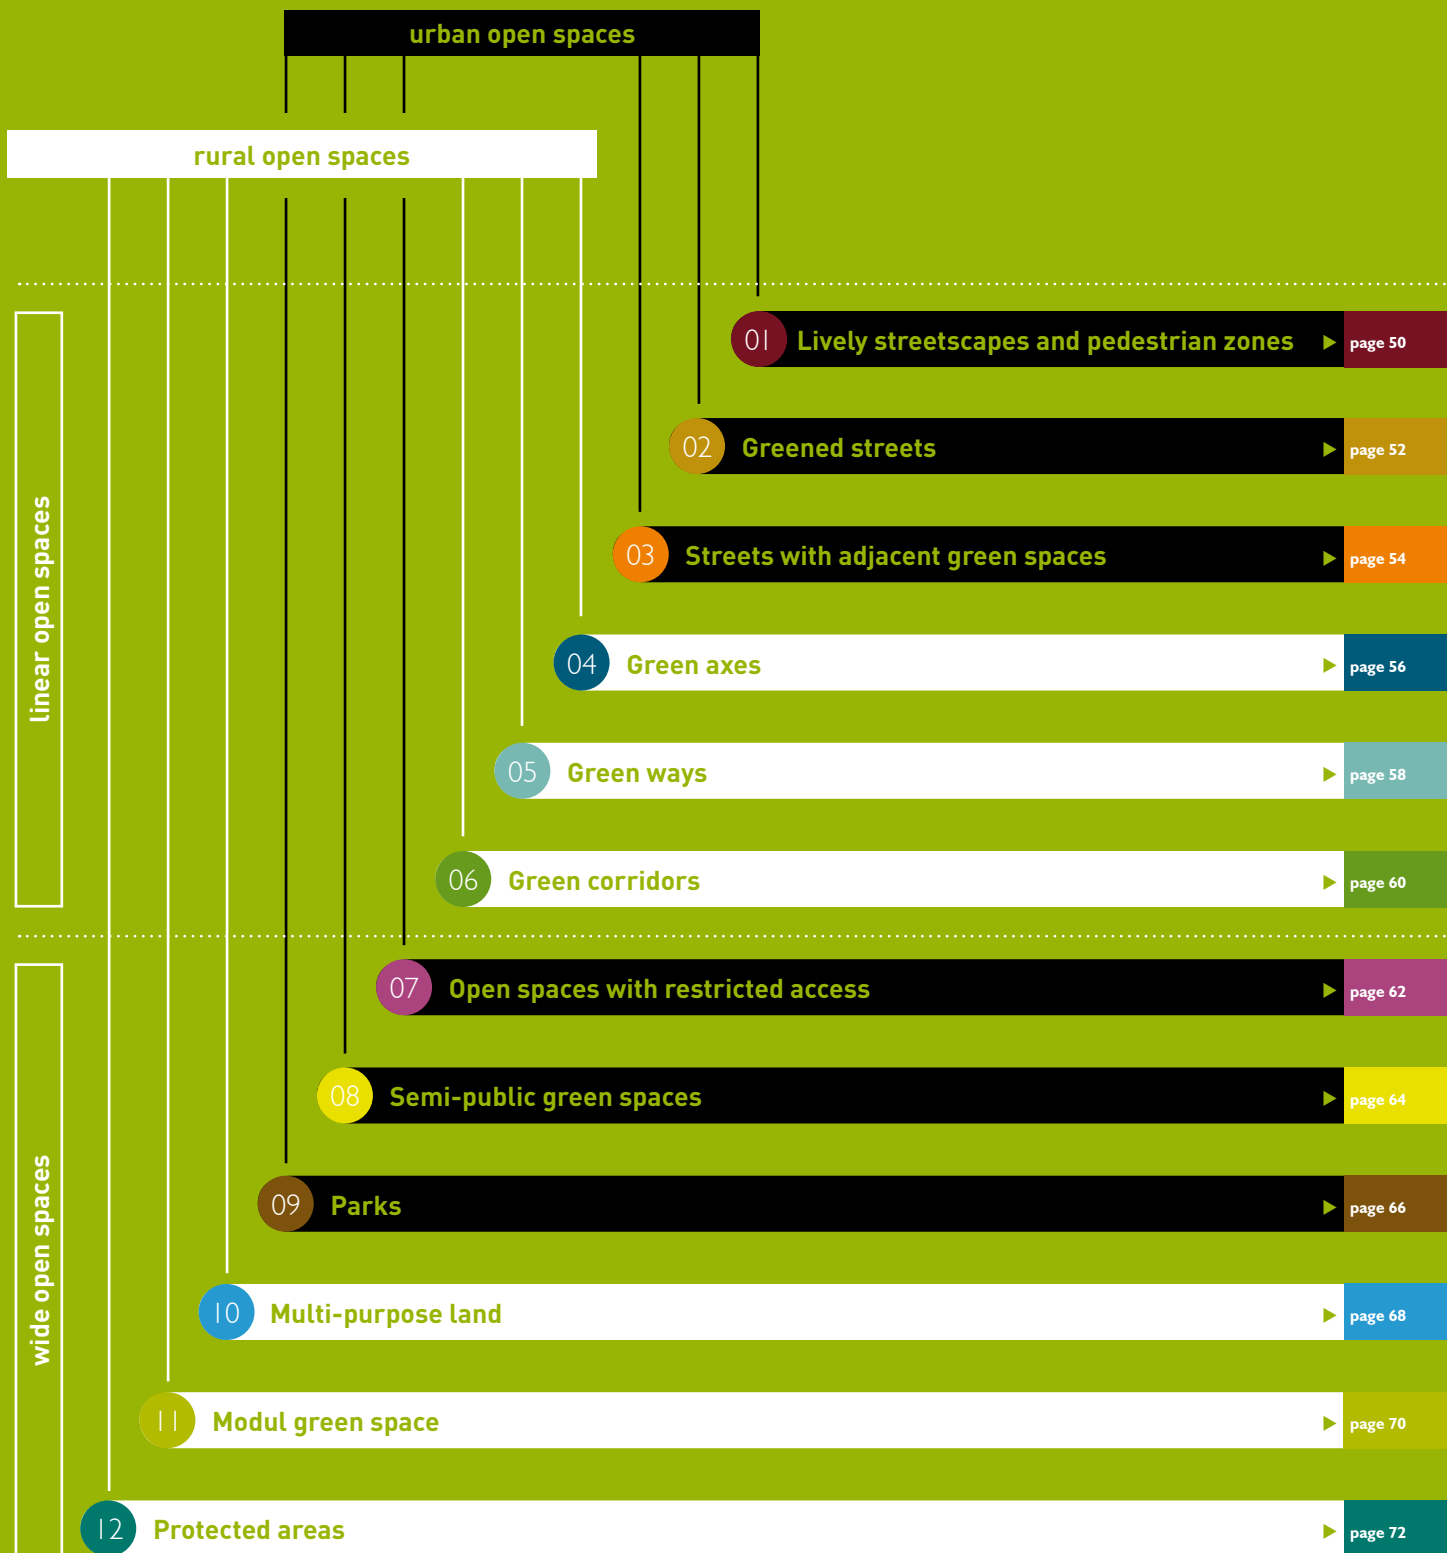 urban open spaces
rural open spaces
linear open spaces
01 Lively streetscapes and pedestrian zones ▶ page 50
02 Greened streets ▶ page 52
03 Streets with adjacent green spaces ▶ page 54
04 Green axes ▶ page 56
05 Green ways ▶ page 58
06 Green corridors ▶ page 60
wide open spaces
07 Open spaces with restricted access ▶ page 62
08 Semi-public green spaces ▶ page 64
09 Parks ▶ page 66
10 Multi-purpose land ▶ page 68
11 Modul green space ▶ page 70
12 Protected areas ▶ page 72